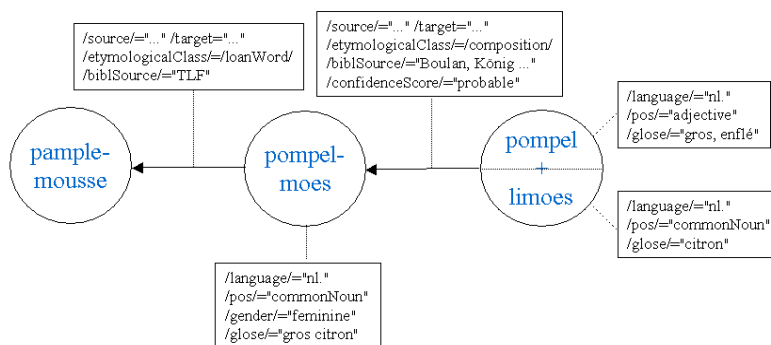 /source/="..." /target="..."
/etymologicalClass/=/loanWord/
/biblSource/="TLF"
/source/="..." /target="..."
/etymologicalClass/=/composition/
/biblSource/="Boulan, König ..."
/confidenceScore/="probable"
/language/="nl."
/pos/="adjective"
/glose/="gros, enflé"
pample-
mousse
pompel-
moes
pompel
+
limoes
/language/="nl."
/pos/="commonNoun"
/glose/="citron"
/language/="nl."
/pos/="commonNoun"
/gender/="feminine"
/glose/="gros citron"